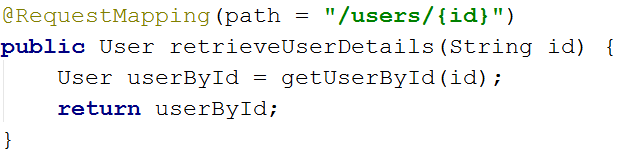 @RequestMapping(path = "/users/{id}")
public User retrieveUserDetails(String id) {
    User userById = getUserById(id);
    return userById;
}